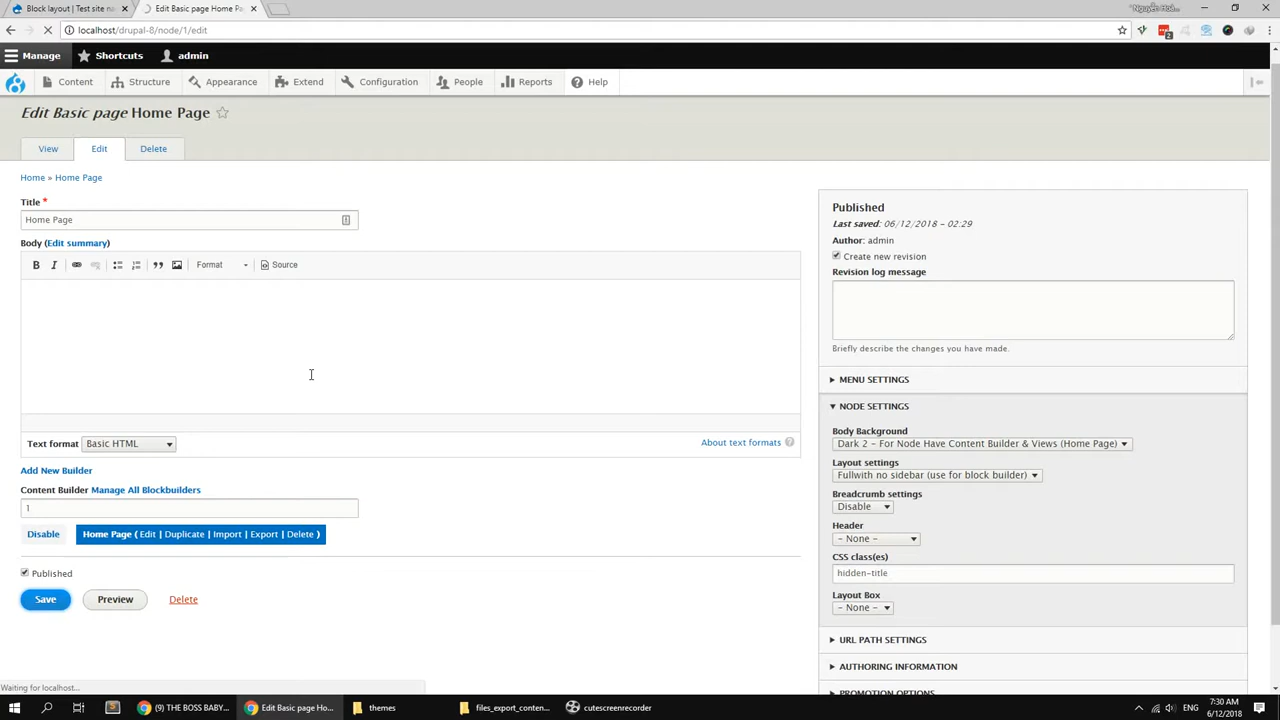 Block layout | Test site n
Edit Basic page Home Pa
localhost/drupal-8/node/1/edit
Manage
Shortcuts
admin
Content
Structure
Appearance
Extend
Configuration
People
Reports
Help
Edit Basic page Home Page
View
Edit
Delete
Home » Home Page
Title *
Home Page
Body (Edit summary)
B I
Format
Source
Text format
Basic HTML
About text formats
Add New Builder
Content Builder Manage All Blockbuilders
1
Disable
Home Page ( Edit | Duplicate | Import | Export | Delete )
Published
Save
Preview
Delete
Published
Last saved: 06/12/2018 - 02:29
Author: admin
Create new revision
Revision log message
Briefly describe the changes you have made.
MENU SETTINGS
NODE SETTINGS
Body Background
Dark 2 - For Node Have Content Builder & Views (Home Page)
Layout settings
Fullwith no sidebar (use for block builder)
Breadcrumb settings
Disable
Header
- None -
CSS class(es)
hidden-title
Layout Box
- None -
URL PATH SETTINGS
AUTHORING INFORMATION
PROMOTION OPTIONS
Waiting for localhost...
(9) THE BOSS BABY...
Edit Basic page Ho...
themes
files_export_conten...
cutescreenrecorder
ENG
7:30 AM
6/12/2018